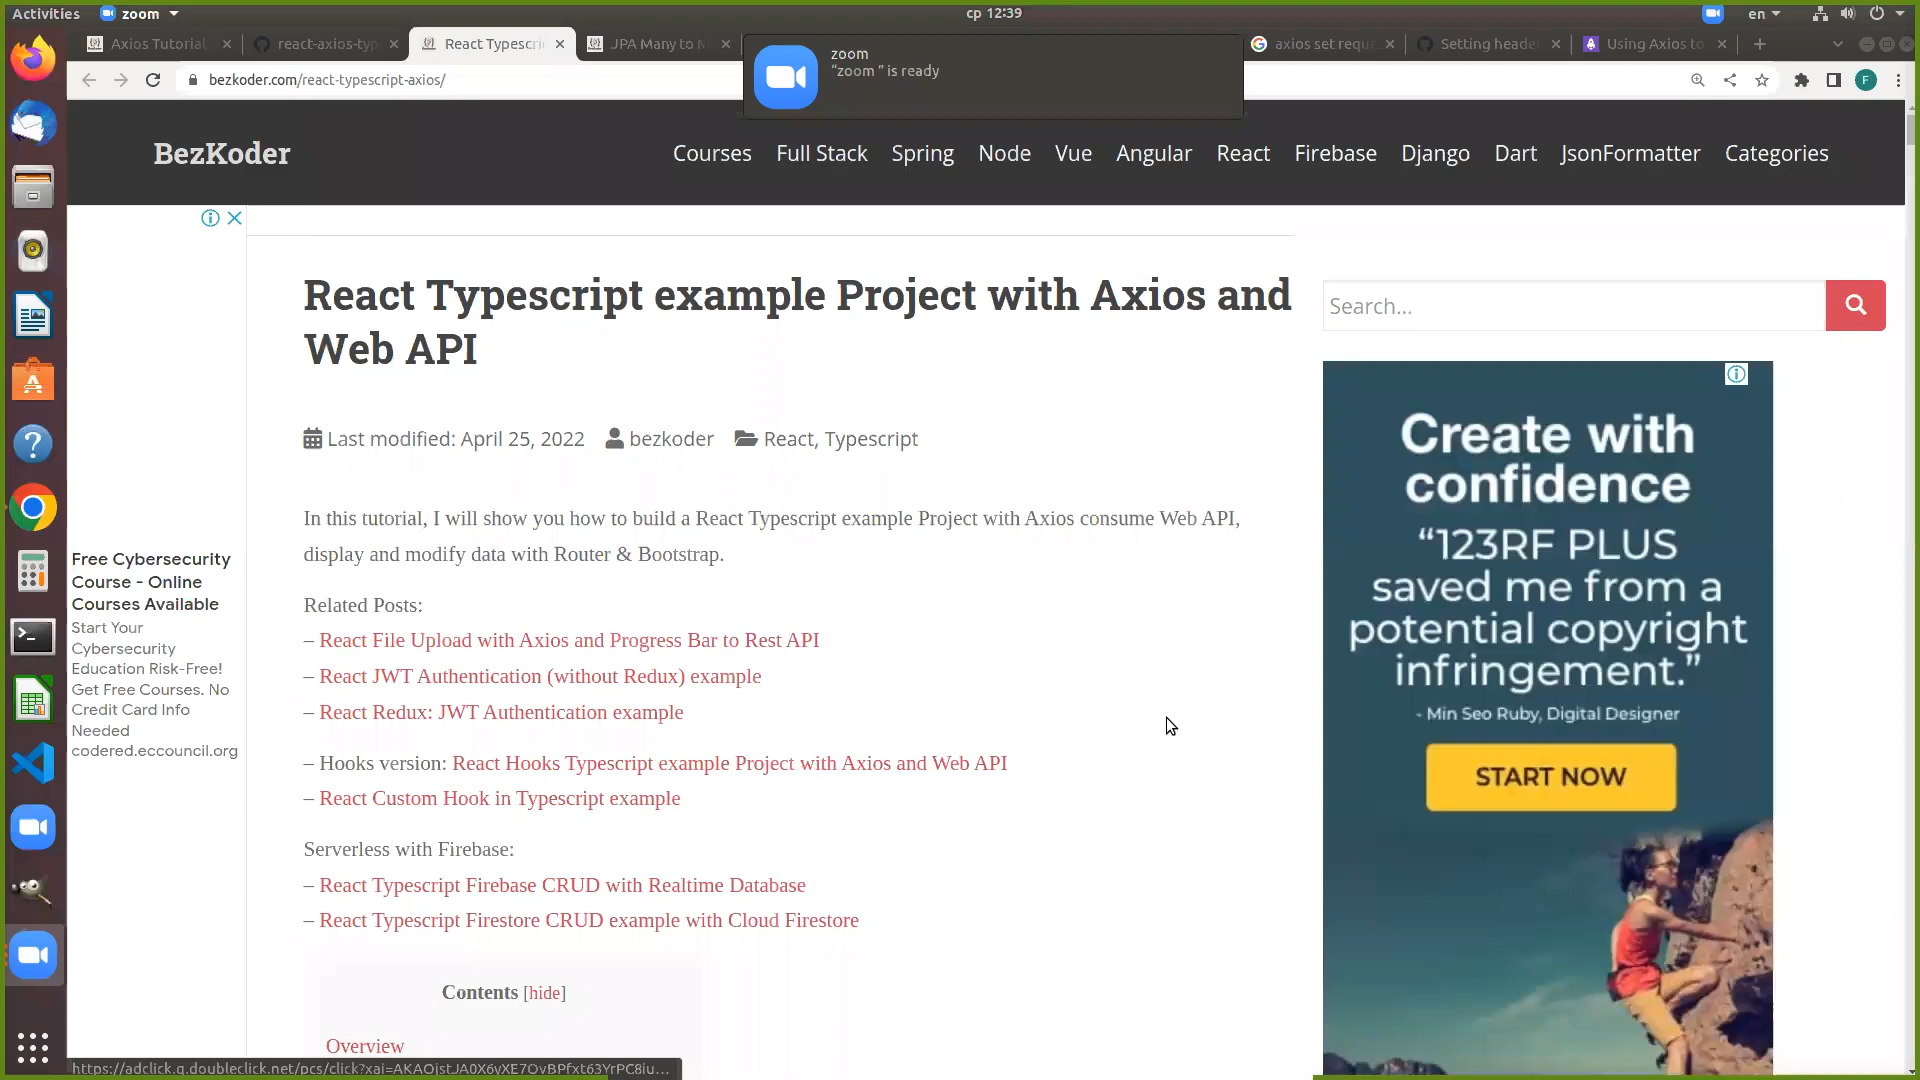 Activities
zoom
ср 12:39
en
Axios Tutorial
react-axios-typ
React Typescri
JPA Many to M
axios set requ
Setting heade
Using Axios to
zoom
“zoom ” is ready
bezkoder.com/react-typescript-axios/
F
BezKoder
Courses Full Stack Spring Node Vue Angular React Firebase Django Dart JsonFormatter Categories
React Typescript example Project with Axios and
Web API
Search...
Last modified: April 25, 2022 bezkoder React, Typescript
In this tutorial, I will show you how to build a React Typescript example Project with Axios consume Web API,
display and modify data with Router & Bootstrap.
Related Posts:
– React File Upload with Axios and Progress Bar to Rest API
– React JWT Authentication (without Redux) example
– React Redux: JWT Authentication example
– Hooks version: React Hooks Typescript example Project with Axios and Web API
– React Custom Hook in Typescript example
Serverless with Firebase:
– React Typescript Firebase CRUD with Realtime Database
– React Typescript Firestore CRUD example with Cloud Firestore
Contents [hide]
Overview
Free Cybersecurity
Course - Online
Courses Available
Start Your
Cybersecurity
Education Risk-Free!
Get Free Courses. No
Credit Card Info
Needed
codered.eccouncil.org
Create with
confidence
“123RF PLUS
saved me from a
potential copyright
infringement.”
- Min Seo Ruby, Digital Designer
START NOW
https://adclick.g.doubleclick.net/pcs/click?xai=AKAOjstJA0X6yXE7OvBPfxt63YrPC8iu...